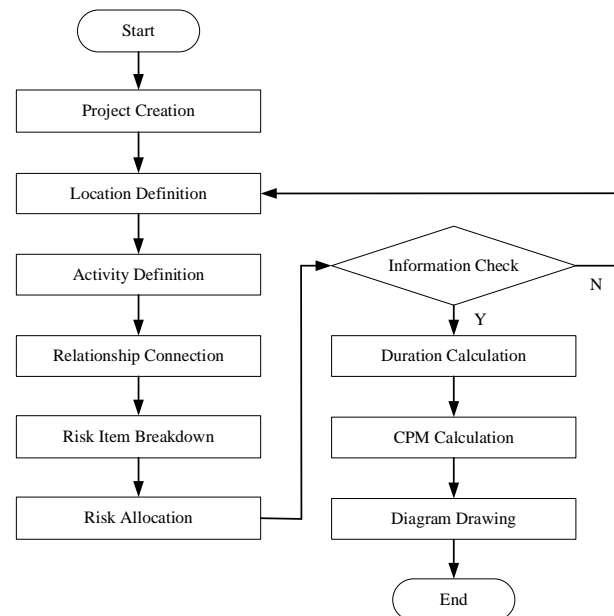 Start
Project Creation
Location Definition
Activity Definition
Relationship Connection
Risk Item Breakdown
Risk Allocation
Information Check
N
Y
Duration Calculation
CPM Calculation
Diagram Drawing
End